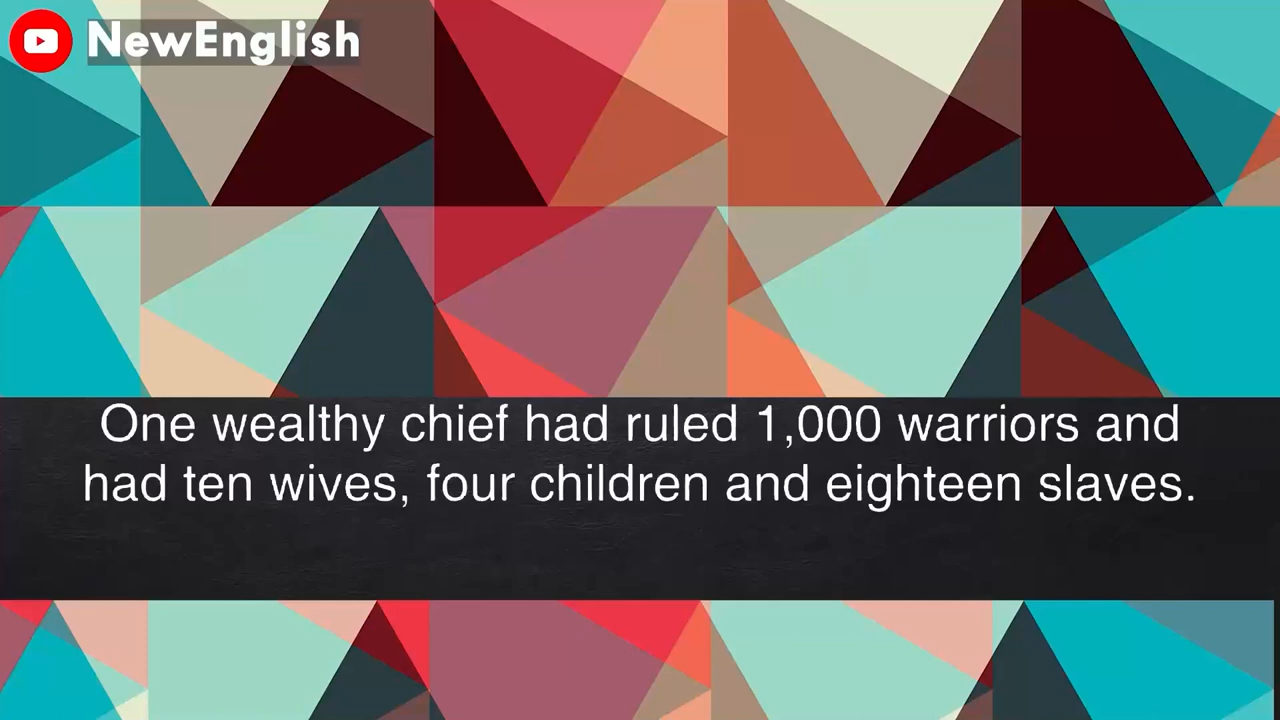 NewEnglish
One wealthy chief had ruled 1,000 warriors and
had ten wives, four children and eighteen slaves.